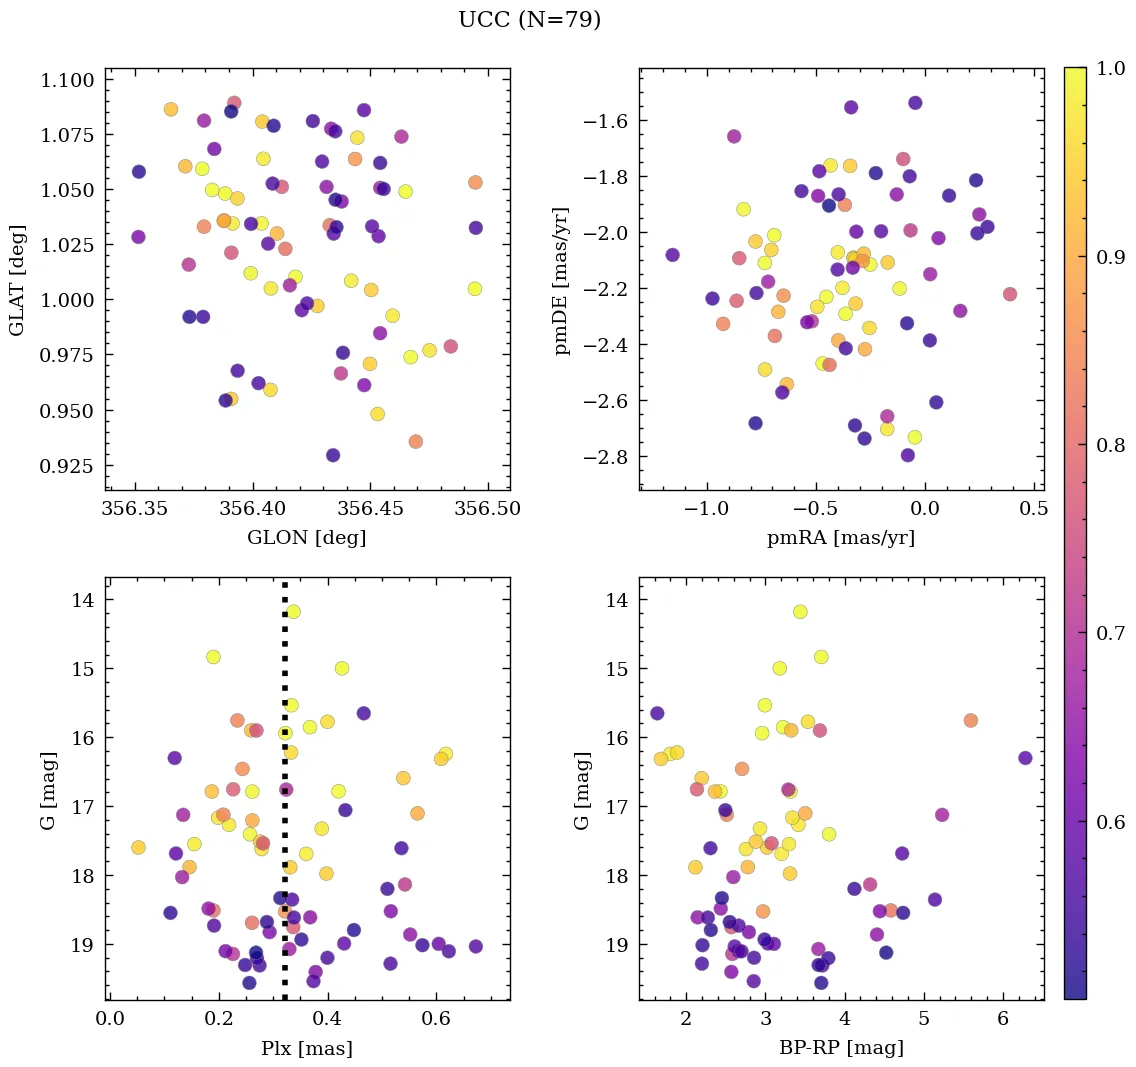 UCC (N=79)
1.100
1.075
1.050
1.025
1.000
0.975
0.950
0.925
GLAT [deg]
356.35 356.40 356.45 356.50
GLON [deg]
−1.6
−1.8
−2.0
−2.2
−2.4
−2.6
−2.8
pmDE [mas/yr]
−1.0 −0.5 0.0 0.5
pmRA [mas/yr]
14
15
16
17
18
19
G [mag]
0.0 0.2 0.4 0.6
Plx [mas]
14
15
16
17
18
19
G [mag]
2 3 4 5 6
BP-RP [mag]
1.0
0.9
0.8
0.7
0.6